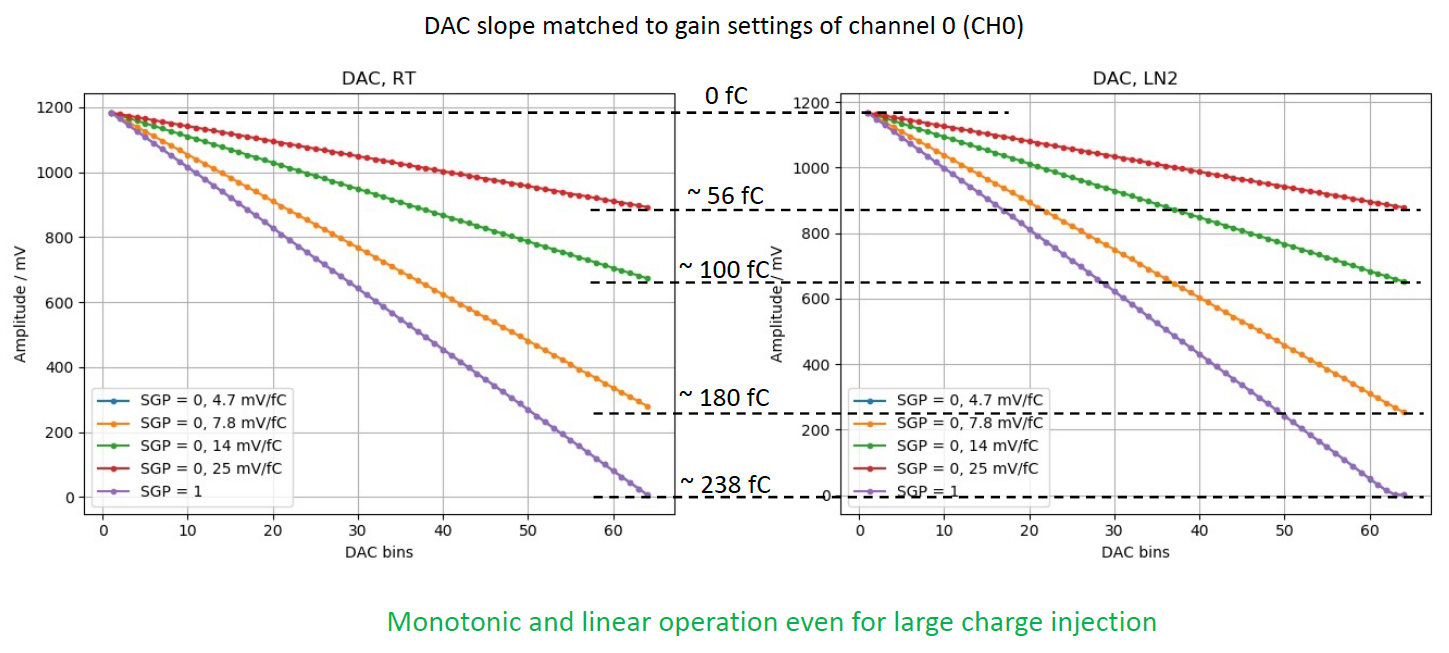 DAC slope matched to gain settings of channel 0 (CH0)
DAC, RT
1200
1000
800
600
400
200
0
Amplitude / mV
SGP = 0, 4.7 mV/fC
SGP = 0, 7.8 mV/fC
SGP = 0, 14 mV/fC
SGP = 0, 25 mV/fC
SGP = 1
0 10 20 30 40 50 60
DAC bins
0 fC
~ 56 fC
~ 100 fC
~ 180 fC
~ 238 fC
DAC, LN2
1200
1000
800
600
400
200
0
Amplitude / mV
SGP = 0, 4.7 mV/fC
SGP = 0, 7.8 mV/fC
SGP = 0, 14 mV/fC
SGP = 0, 25 mV/fC
SGP = 1
0 10 20 30 40 50 60
DAC bins
Monotonic and linear operation even for large charge injection